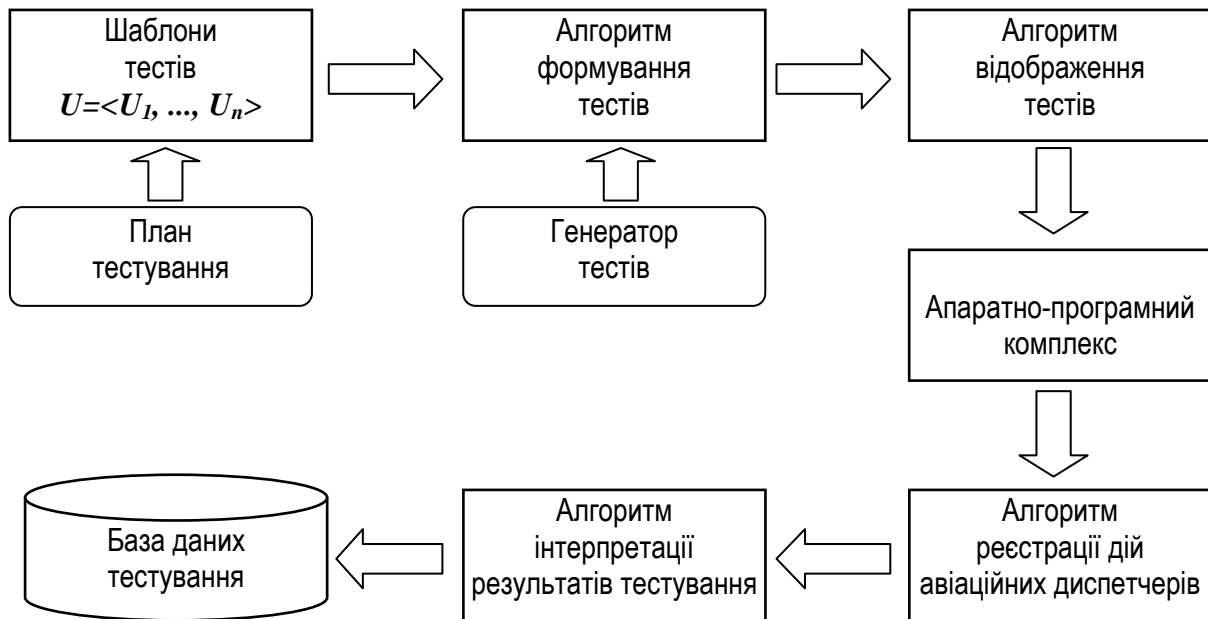 Шаблони
тестів
U=<U1, ..., Un>
Алгоритм
формування
тестів
Алгоритм
відображення
тестів
План
тестування
Генератор
тестів
Апаратно-програмний
комплекс
База даних
тестування
Алгоритм
інтерпретації
результатів тестування
Алгоритм
реєстрації дій
авіаційних диспетчерів